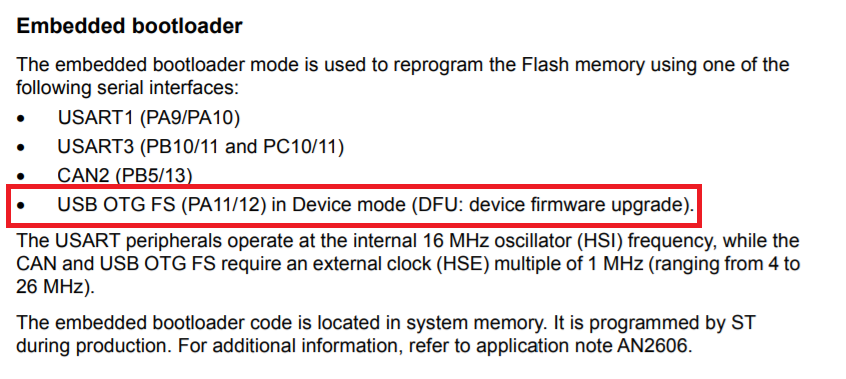 Embedded bootloader
The embedded bootloader mode is used to reprogram the Flash memory using one of the
following serial interfaces:
• USART1 (PA9/PA10)
• USART3 (PB10/11 and PC10/11)
• CAN2 (PB5/13)
• USB OTG FS (PA11/12) in Device mode (DFU: device firmware upgrade).
The USART peripherals operate at the internal 16 MHz oscillator (HSI) frequency, while the
CAN and USB OTG FS require an external clock (HSE) multiple of 1 MHz (ranging from 4 to
26 MHz).
The embedded bootloader code is located in system memory. It is programmed by ST
during production. For additional information, refer to application note AN2606.